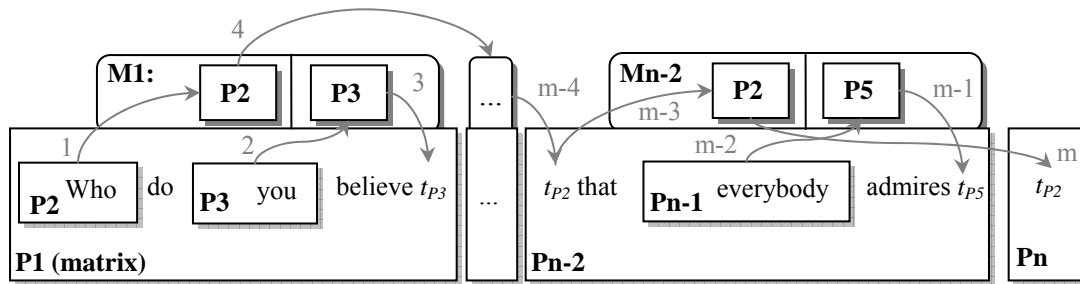 4
M1: P2 P3 3 ... m-4 Mn-2 P2 P5 m-1
m-3
1 2 m-2 m
P2 Who do P3 you believe tP3 ... tP2 that Pn-1 everybody admires tP5 tP2
P1 (matrix) Pn-2 Pn